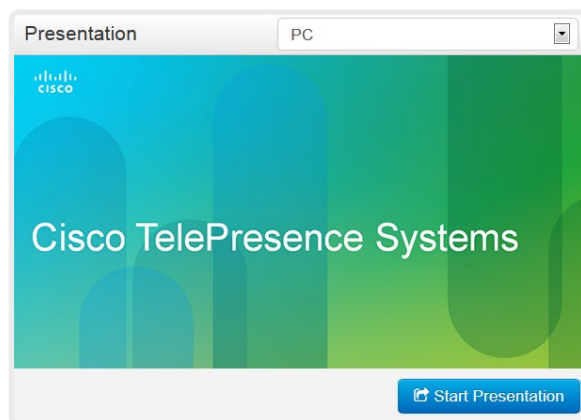 Presentation
PC
CISCO
Cisco TelePresence Systems
Start Presentation